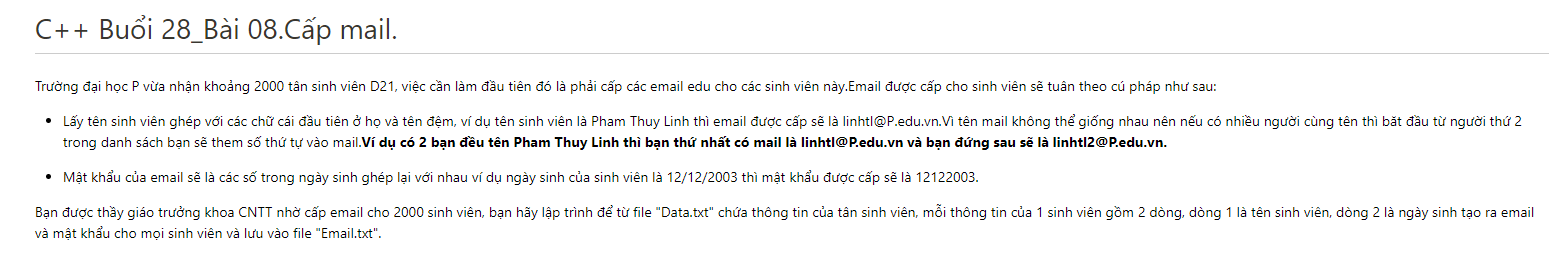 C++ Buổi 28_Bài 08.Cấp mail.
Trường đại học P vừa nhận khoảng 2000 tân sinh viên D21, việc cần làm đầu tiên đó là phải cấp các email edu cho các sinh viên này.Email được cấp cho sinh viên sẽ tuân theo cú pháp như sau:
Lấy tên sinh viên ghép với các chữ cái đầu tiên ở họ và tên đệm, ví dụ tên sinh viên là Pham Thuy Linh thì email được cấp sẽ là linhtl@P.edu.vn.Vì tên mail không thể giống nhau nên nếu có nhiều người cùng tên thì băt đầu từ người thứ 2
trong danh sách bạn sẽ them số thứ tự vào mail.Ví dụ có 2 bạn đều tên Pham Thuy Linh thì bạn thứ nhất có mail là linhtl@P.edu.vn và bạn đứng sau sẽ là linhtl2@P.edu.vn.
Mật khẩu của email sẽ là các số trong ngày sinh ghép lại với nhau ví dụ ngày sinh của sinh viên là 12/12/2003 thì mật khẩu được cấp sẽ là 12122003.
Bạn được thầy giáo trưởng khoa CNTT nhờ cấp email cho 2000 sinh viên, bạn hãy lập trình để từ file "Data.txt" chứa thông tin của tân sinh viên, mỗi thông tin của 1 sinh viên gồm 2 dòng, dòng 1 là tên sinh viên, dòng 2 là ngày sinh tạo ra email
và mật khẩu cho mọi sinh viên và lưu vào file "Email.txt".